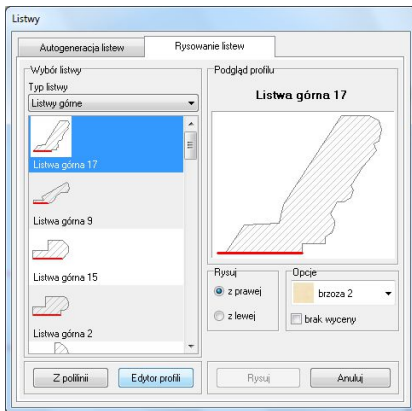 Listwy
Autogeneracja listew
Rysowanie listew
Wybór listwy
Typ listwy
Listwy górne
Listwa górna 17
Listwa górna 9
Listwa górna 15
Listwa górna 2
Z polilinii
Edytor profili
Podgląd profilu
Listwa górna 17
Rysuj
z prawej
z lewej
Opcje
brzoza 2
brak wyceny
Rysuj
Anuluj